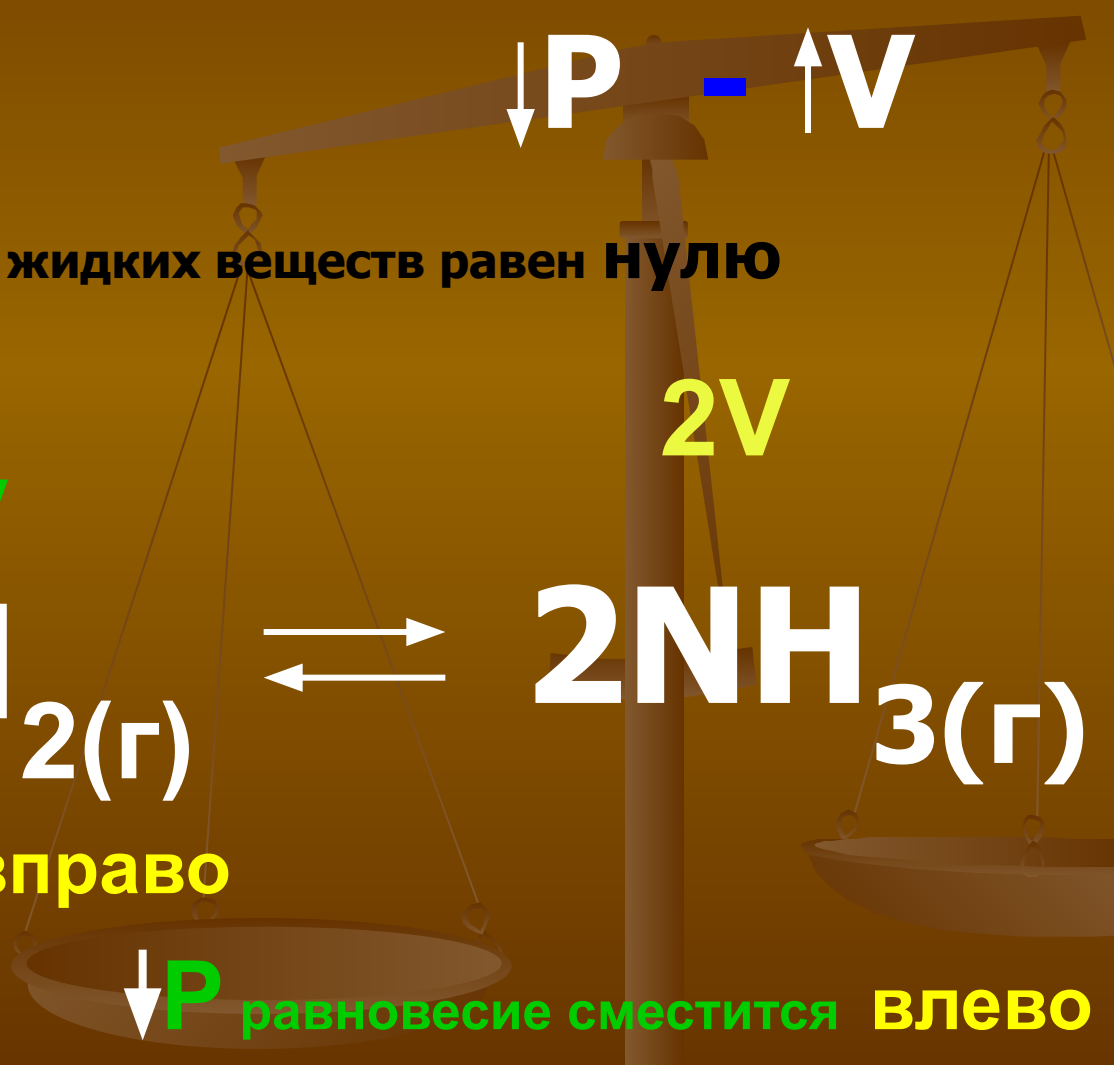 ↓P - ↑V
жидких веществ равен нулю
2V
2(г) ⇄ 2NH3(г)
вправо
↓P равновесие сместится влево